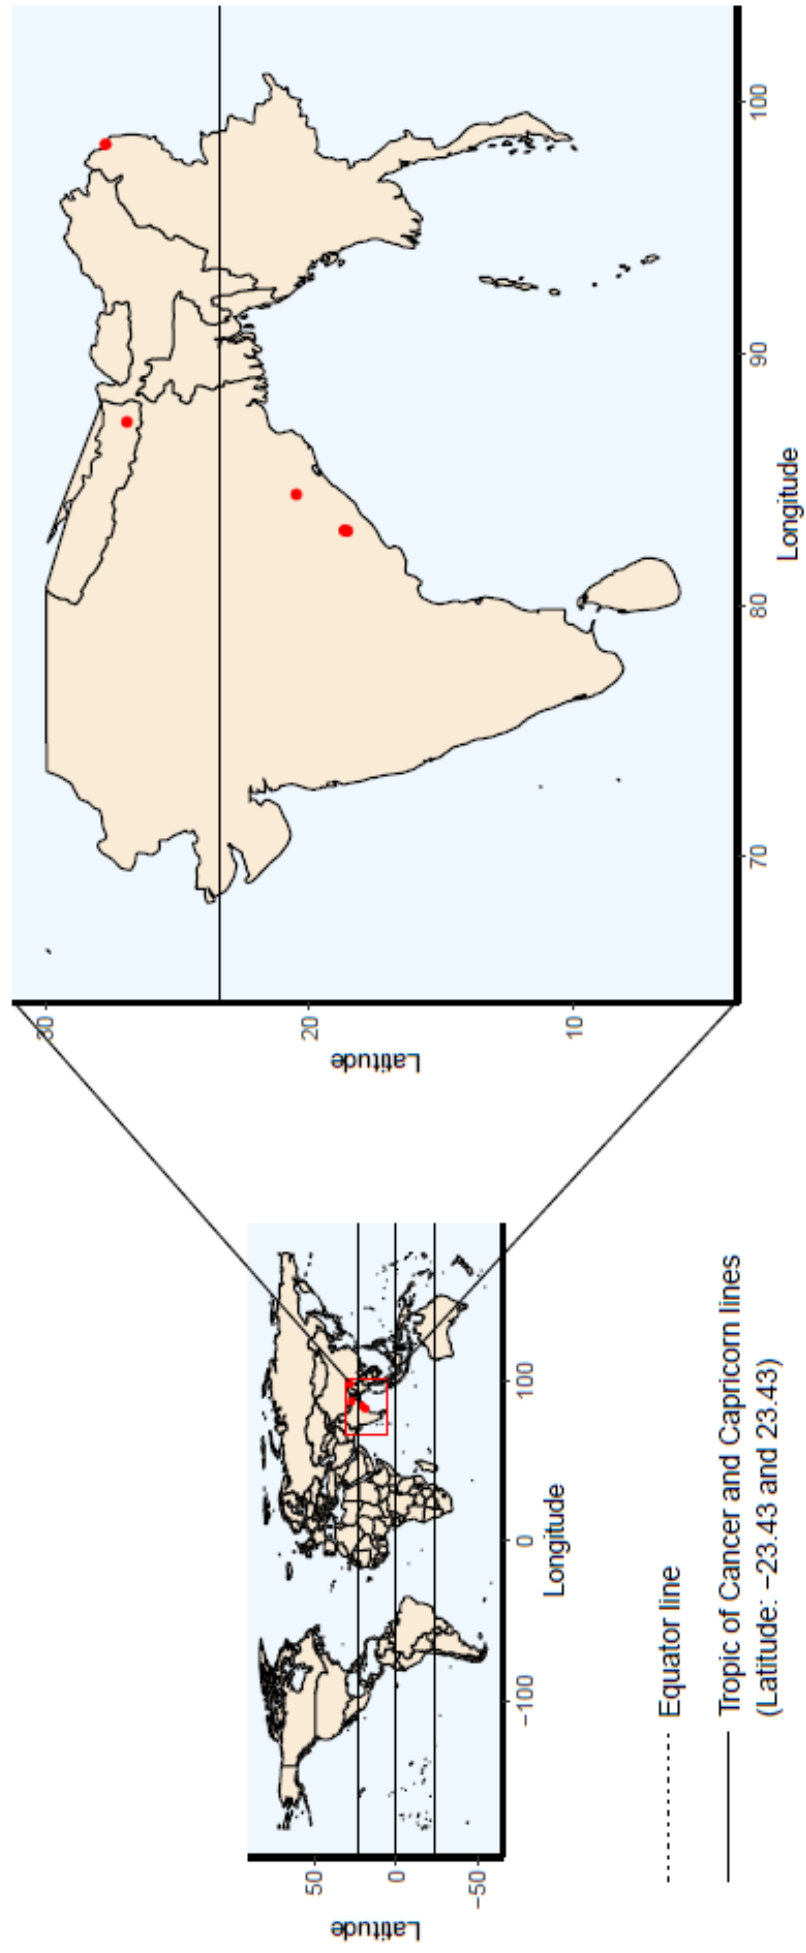 Latitude
50
0
−50
−100
0
100
Longitude
Equator line
Tropic of Cancer and Capricorn lines
(Latitude: −23.43 and 23.43)
Latitude
30
20
10
70
80
90
100
Longitude